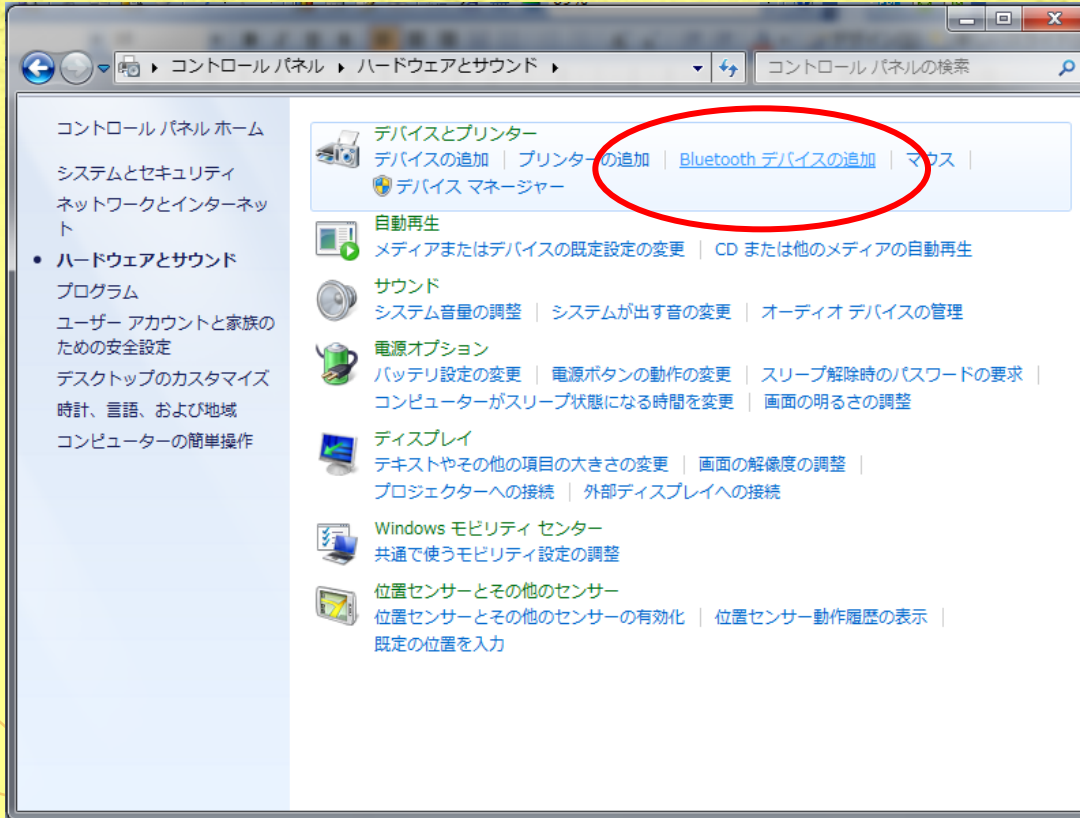 コントロール パネル ハードウェアとサウンド
コントロール パネルの検索
コントロール パネル ホーム
システムとセキュリティ
ネットワークとインターネッ
ト
ハードウェアとサウンド
プログラム
ユーザー アカウントと家族の
ための安全設定
デスクトップのカスタマイズ
時計、言語、および地域
コンピューターの簡単操作
デバイスとプリンター
デバイスの追加 | プリンターの追加 | Bluetooth デバイスの追加 | マウス |
デバイス マネージャー
自動再生
メディアまたはデバイスの既定設定の変更 | CD または他のメディアの自動再生
サウンド
システム音量の調整 | システムが出す音の変更 | オーディオ デバイスの管理
電源オプション
バッテリ設定の変更 | 電源ボタンの動作の変更 | スリープ解除時のパスワードの要求 |
コンピューターがスリープ状態になる時間を変更 | 画面の明るさの調整
ディスプレイ
テキストやその他の項目の大きさの変更 | 画面の解像度の調整 |
プロジェクターへの接続 | 外部ディスプレイへの接続
Windows モビリティ センター
共通で使うモビリティ設定の調整
位置センサーとその他のセンサー
位置センサーとその他のセンサーの有効化 | 位置センサー動作履歴の表示 |
既定の位置を入力